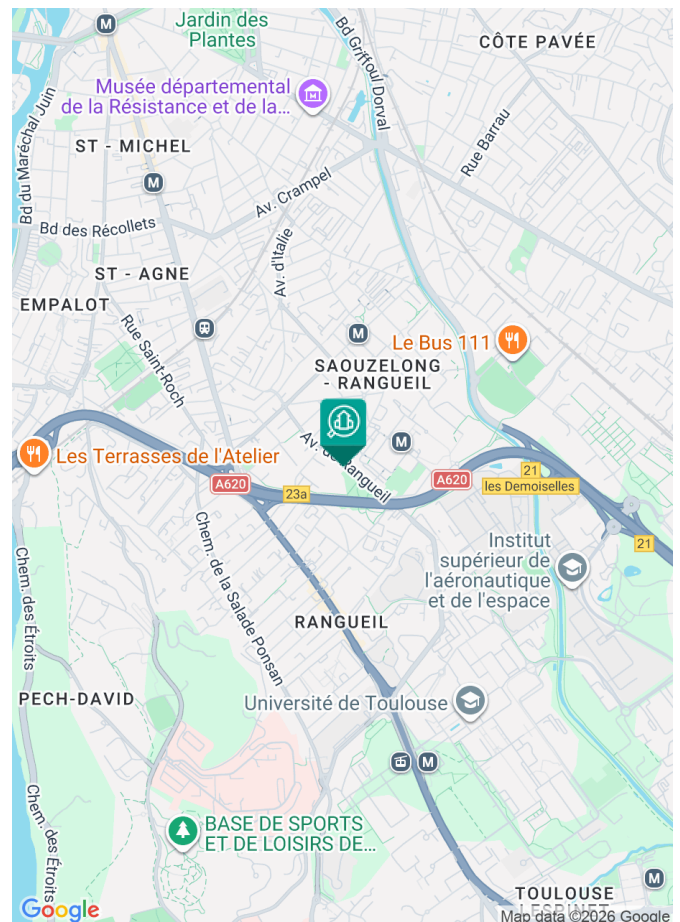 Jardin des
Plantes
M
CÔTE PAVÉE
Bd Griffoul Dorval
Musée départemental
de la Résistance et de la…
Bd du Maréchal Juin
Rue Barrau
ST - MICHEL
M
Av. Crampel
Bd des Récollets
Av. d'Italie
ST - AGNE
EMPALOT
Rue Saint-Roch
M
Le Bus 111
SAOUZELONG
- RANGUEIL
Av. de Rangueil
M
Les Terrasses de l'Atelier
A620
23a
A620
21
les Demoiselles
21
Institut
supérieur de
l'aéronautique
et de l'espace
Chem. des Étroits
Chem. de la Salade Ponsan
RANGUEIL
PECH-DAVID
Université de Toulouse
M
Chem. des Étroits
BASE DE SPORTS
ET DE LOISIRS DE…
M
TOULOUSE
LESPINET
Google
Map data ©2026 Google